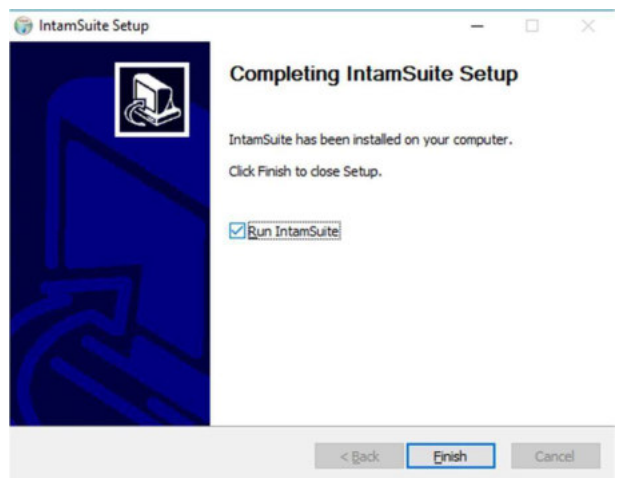 IntamSuite Setup
Completing IntamSuite Setup
IntamSuite has been installed on your computer.
Click Finish to close Setup.
Run IntamSuite
< Back Finish Cancel